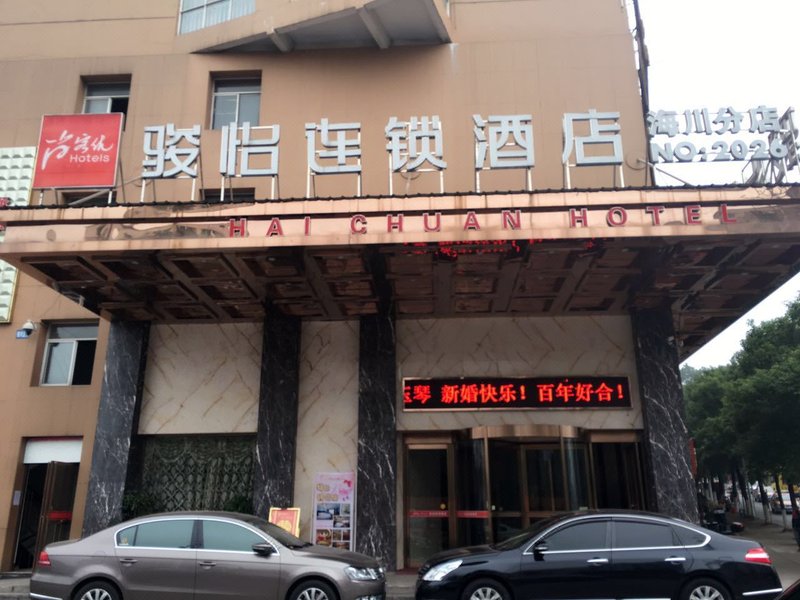 尚客优
Hotels
骏怡连锁酒店
海川分店
NO:2026
HAI CHUAN HOTEL
玉琴 新婚快乐！百年好合！